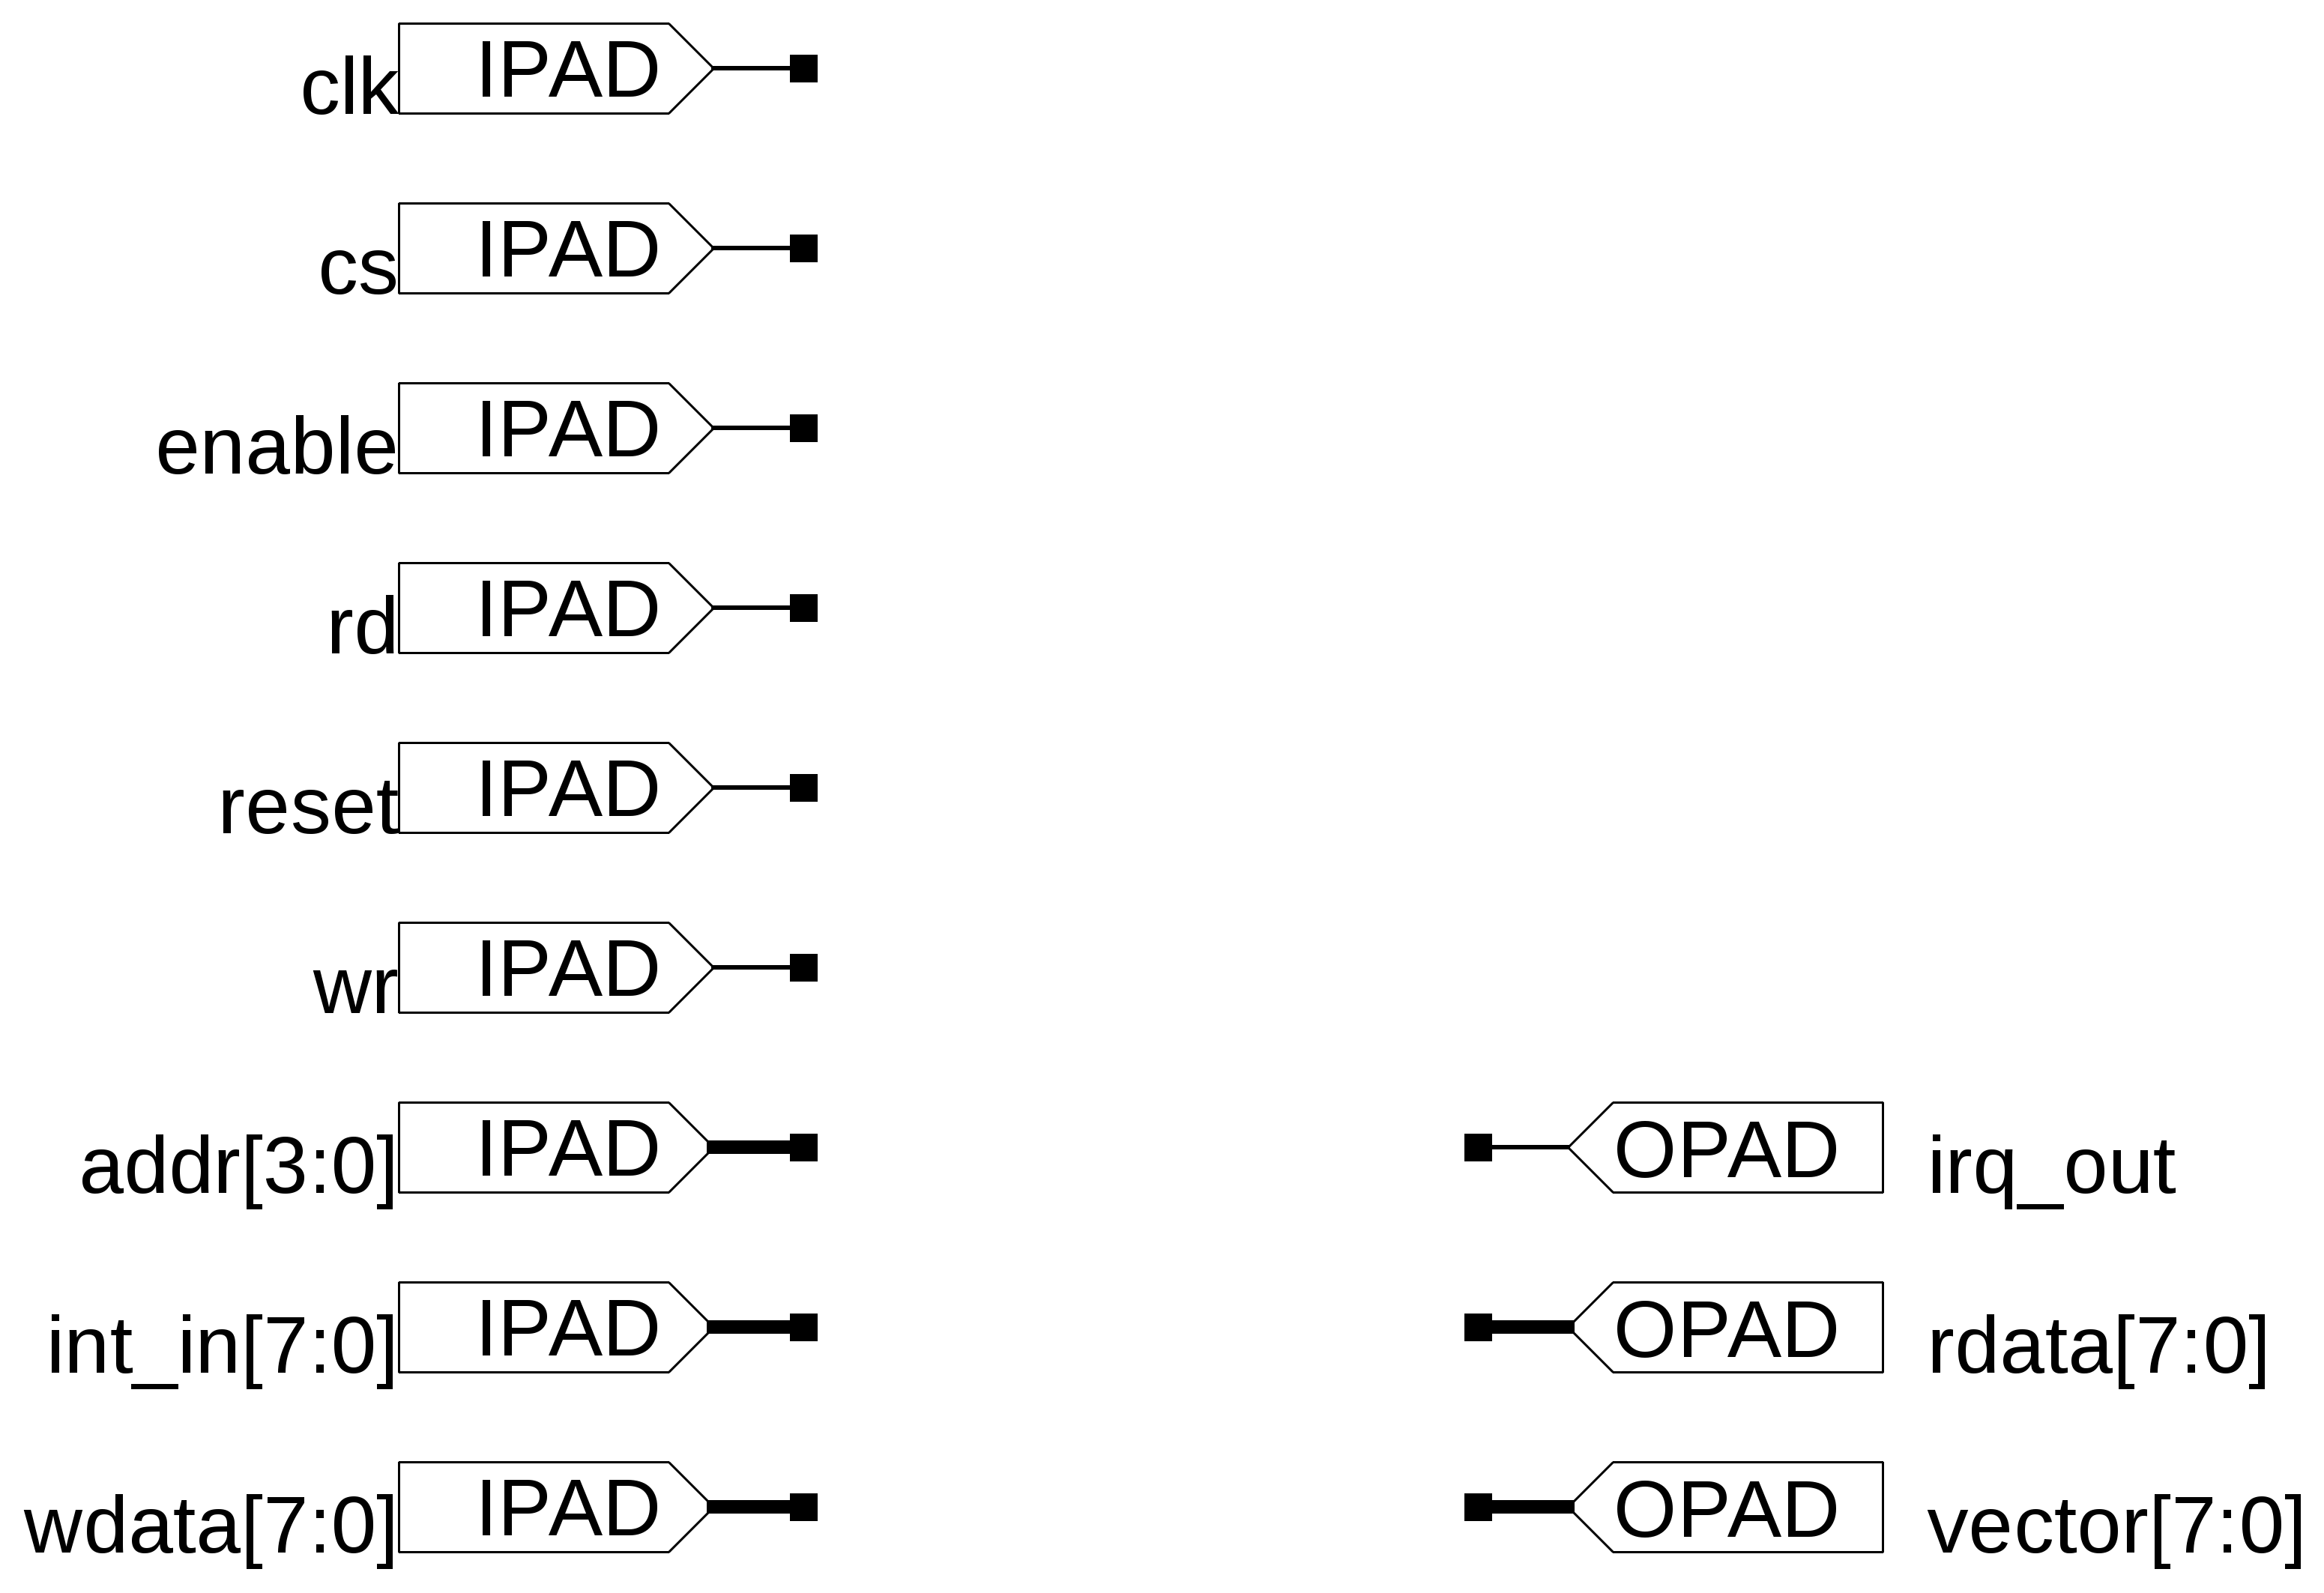 clk IPAD
cs IPAD
enable IPAD
rd IPAD
reset IPAD
wr IPAD
addr[3:0] IPAD OPAD irq_out
int_in[7:0] IPAD OPAD rdata[7:0]
wdata[7:0] IPAD OPAD vector[7:0]